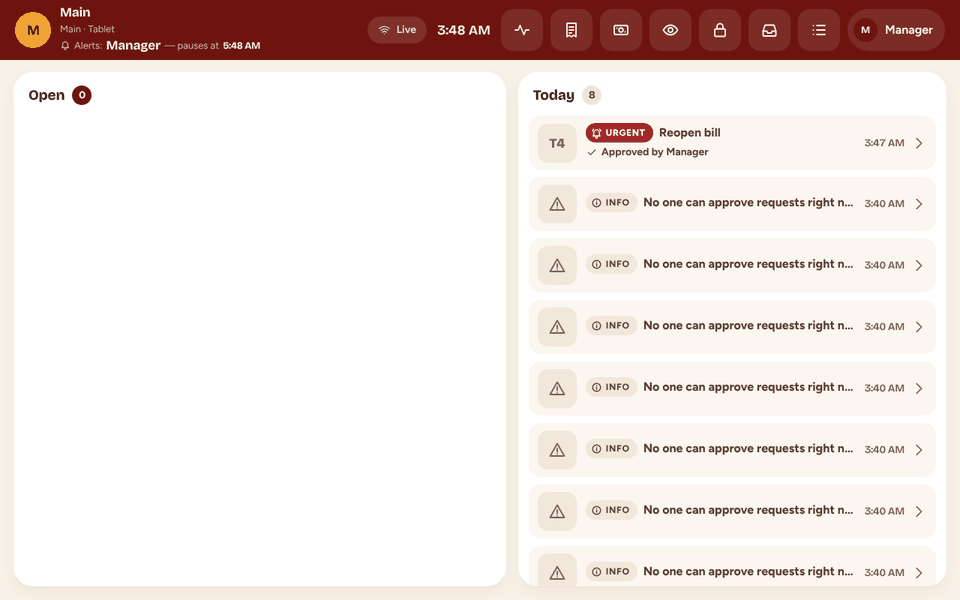 M
Main
Main · Tablet
Alerts: Manager — pauses at 5:48 AM
Live
3:48 AM
M Manager
Open 0
Today 8
T4 URGENT Reopen bill 3:47 AM
Approved by Manager
INFO No one can approve requests right n... 3:40 AM
INFO No one can approve requests right n... 3:40 AM
INFO No one can approve requests right n... 3:40 AM
INFO No one can approve requests right n... 3:40 AM
INFO No one can approve requests right n... 3:40 AM
INFO No one can approve requests right n... 3:40 AM
INFO No one can approve requests right n... 3:40 AM